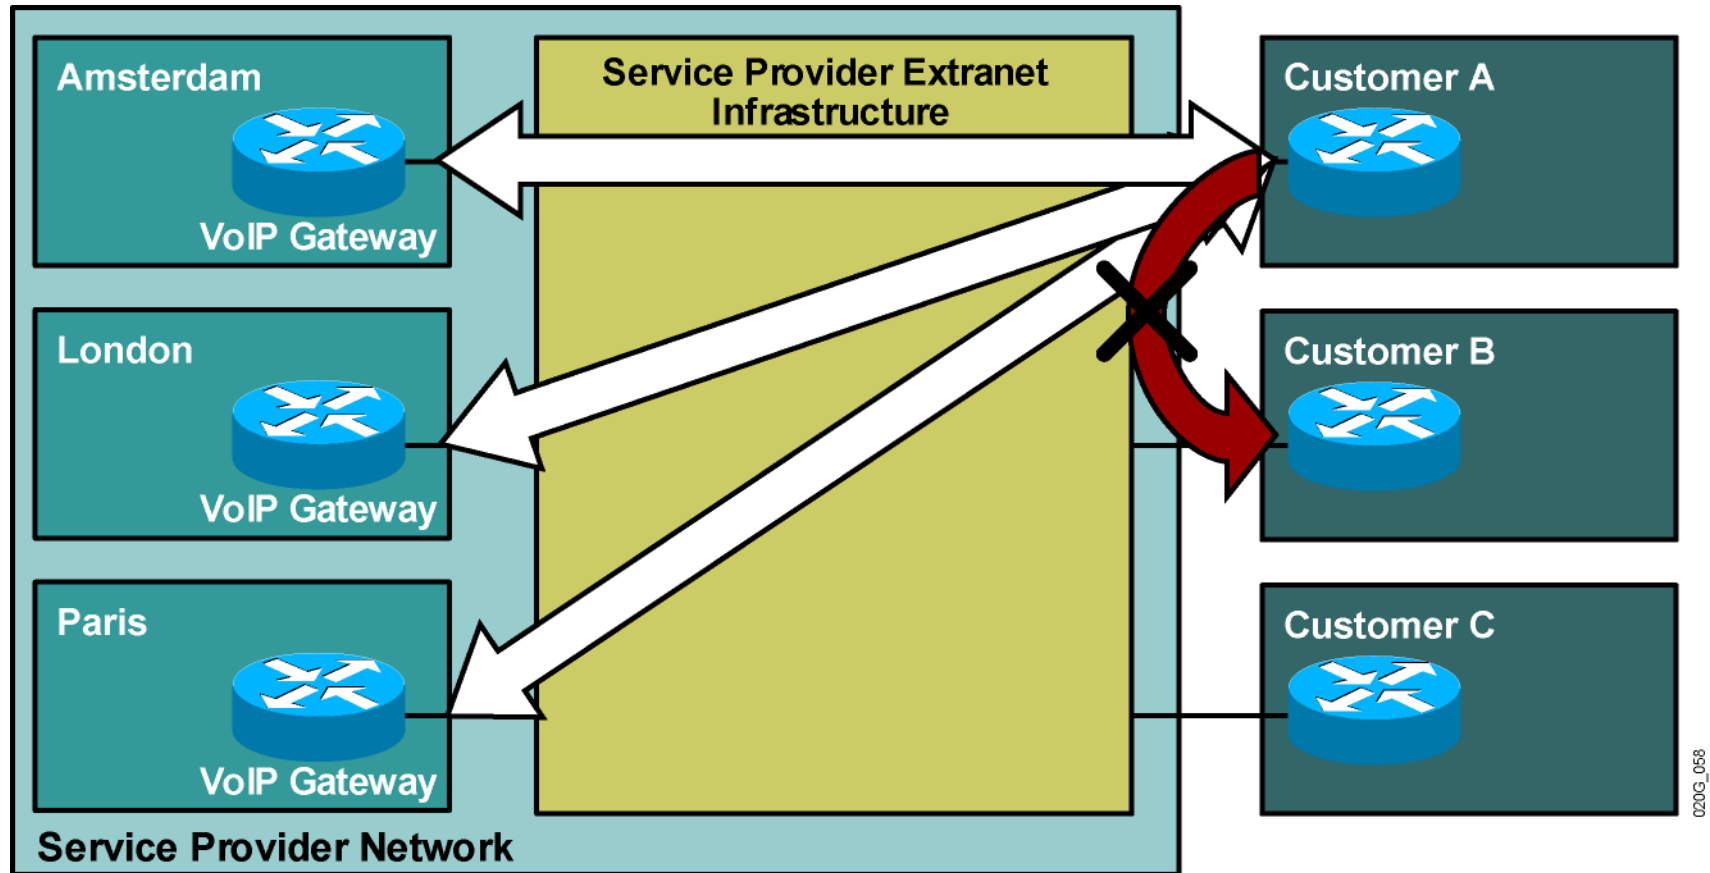 Amsterdam
VoIP Gateway
London
VoIP Gateway
Paris
VoIP Gateway
Service Provider Network
Service Provider Extranet
Infrastructure
Customer A
Customer B
Customer C
020G_058